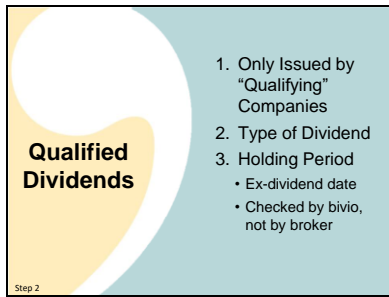 Qualified
Dividends
1. Only Issued by
“Qualifying”
Companies
2. Type of Dividend
3. Holding Period
• Ex-dividend date
• Checked by bivio,
not by broker
Step 2